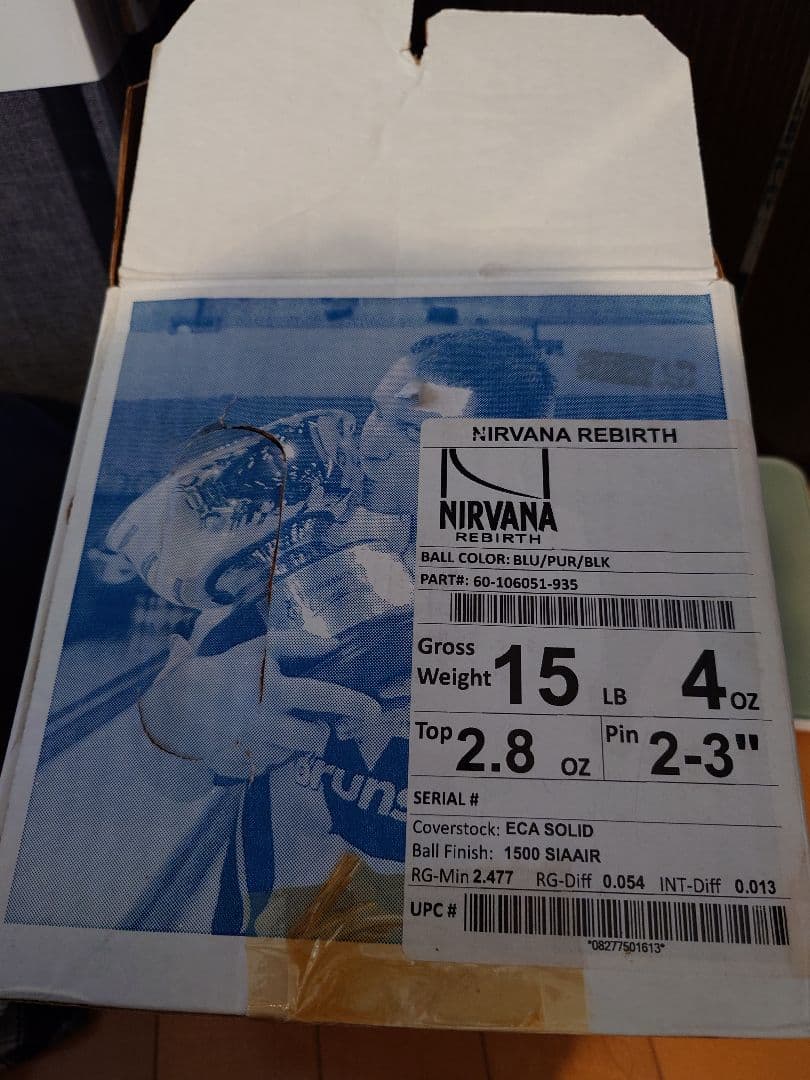 NIRVANA REBIRTH
NIRVANA
REBIRTH
BALL COLOR: BLU/PUR/BLK
PART#: 60-106051-935
Gross Weight 15 LB 4 oz
Top 2.8 oz Pin 2-3"
SERIAL #
Coverstock: ECA SOLID
Ball Finish: 1500 SIAAIR
RG-Min 2.477 RG-Diff 0.054 INT-Diff 0.013
UPC #
*08277501613*
Bruns